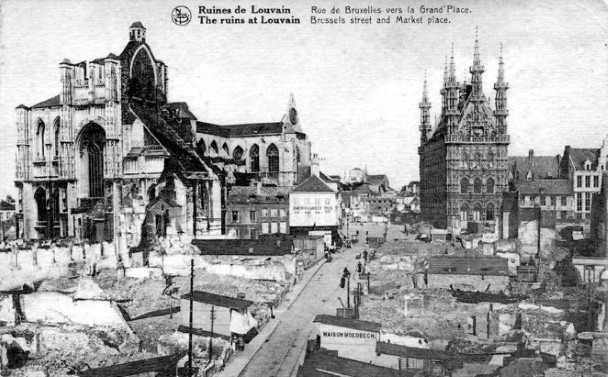 Ruines de Louvain
Rue de Bruxelles vers la Grand'Place.
The ruins at Louvain
Brussels street and Market place.
MAISON MOEDBECK